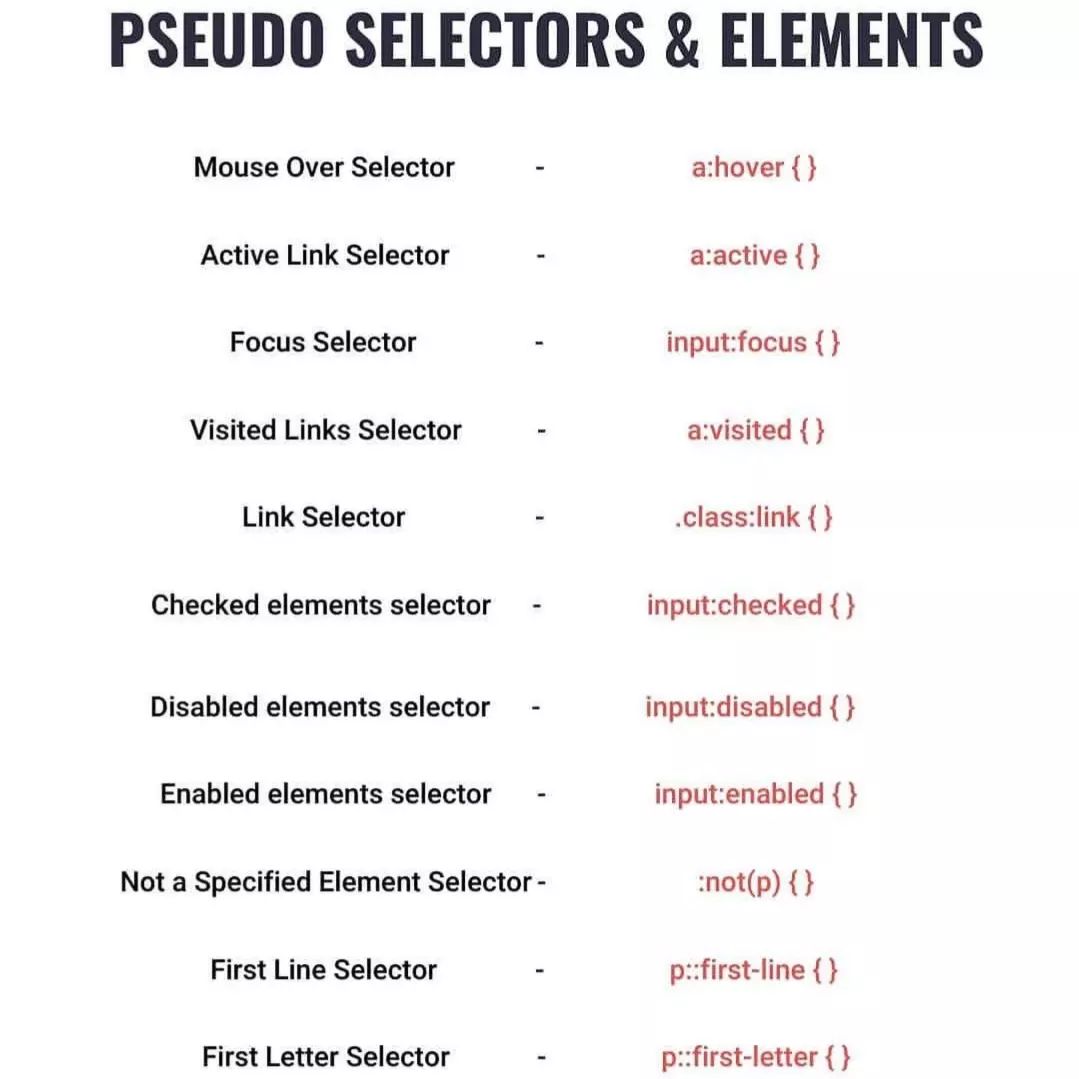 PSEUDO SELECTORS & ELEMENTS
Mouse Over Selector - a:hover { }
Active Link Selector - a:active { }
Focus Selector - input:focus { }
Visited Links Selector - a:visited { }
Link Selector - .class:link { }
Checked elements selector - input:checked { }
Disabled elements selector - input:disabled { }
Enabled elements selector - input:enabled { }
Not a Specified Element Selector - :not(p) { }
First Line Selector - p::first-line { }
First Letter Selector - p::first-letter { }